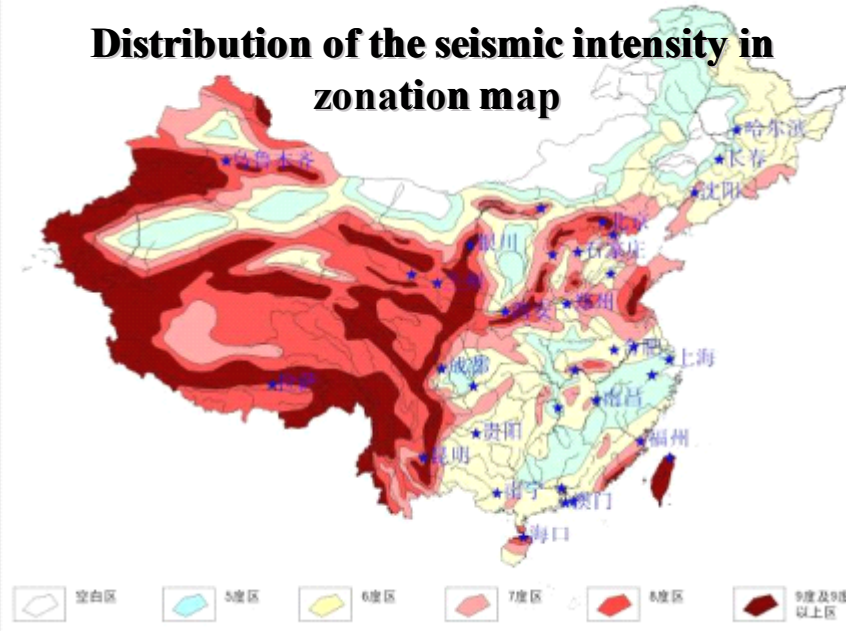 Distribution of the seismic intensity in
zonation map
哈尔滨
长春
沈阳
乌鲁木齐
北京
银川
石家庄
兰州
西安
郑州
合肥
上海
成都
拉萨
南昌
贵阳
福州
昆明
南宁
澳门
海口
空白区
5度区
6度区
7度区
8度区
9度及9度
以上区